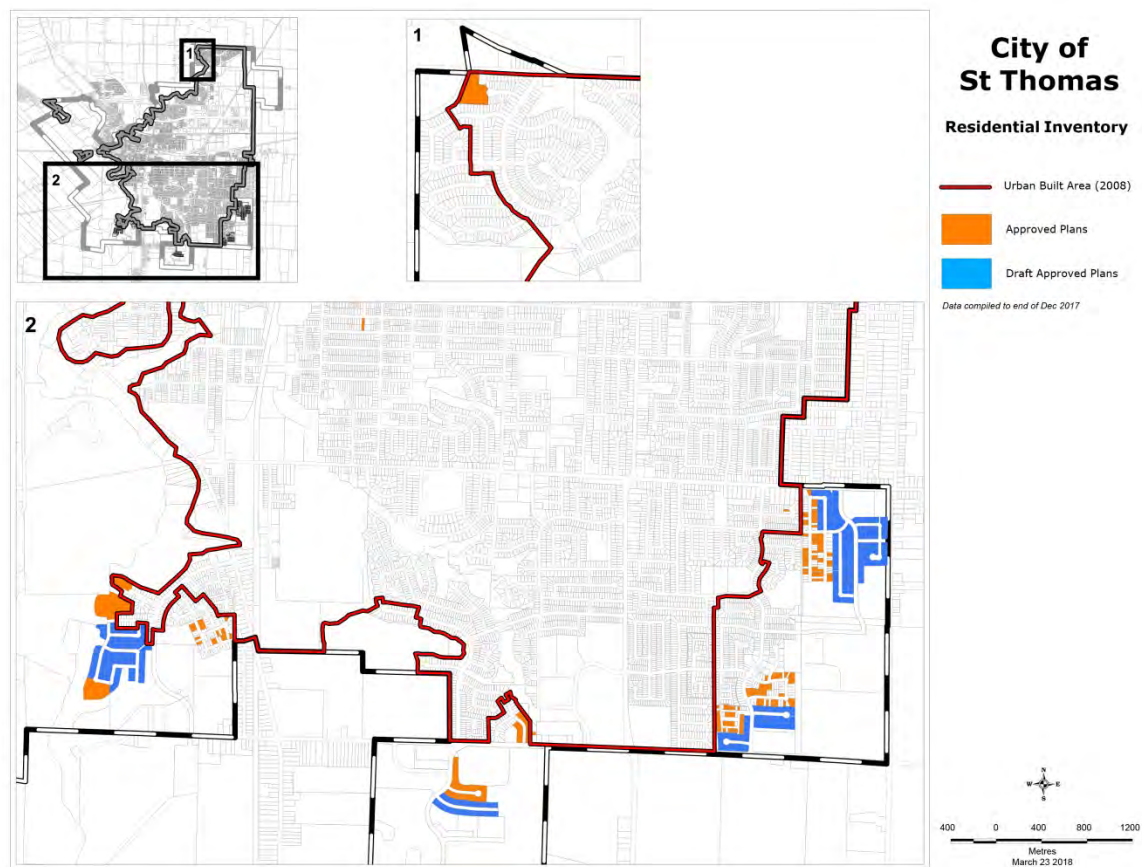 1
2
1
2
City of
St Thomas
Residential Inventory
Urban Built Area (2008)
Approved Plans
Draft Approved Plans
Data compiled to end of Dec 2017
N
W E
S
400 0 400 800 1200
Metres
March 23 2018